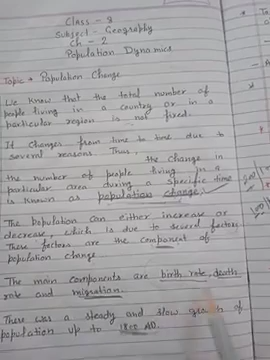 Class - 8
Subject - Geography
Ch - 2
Population Dynamics
Topic → Population Change
We know that the total number of
people living in a country or in a
particular region is not fixed.
It changes from time to time due to
several reasons. Thus,
the change in
the number of people living in a
particular area during a specific time
is known as population change.
The population can either increase or
decrease, which is due to several factors
These factors are the component of
population change
The main components are birth rate, death
rate and migration.
There was a steady and slow growth of
population up to 1800 AD.